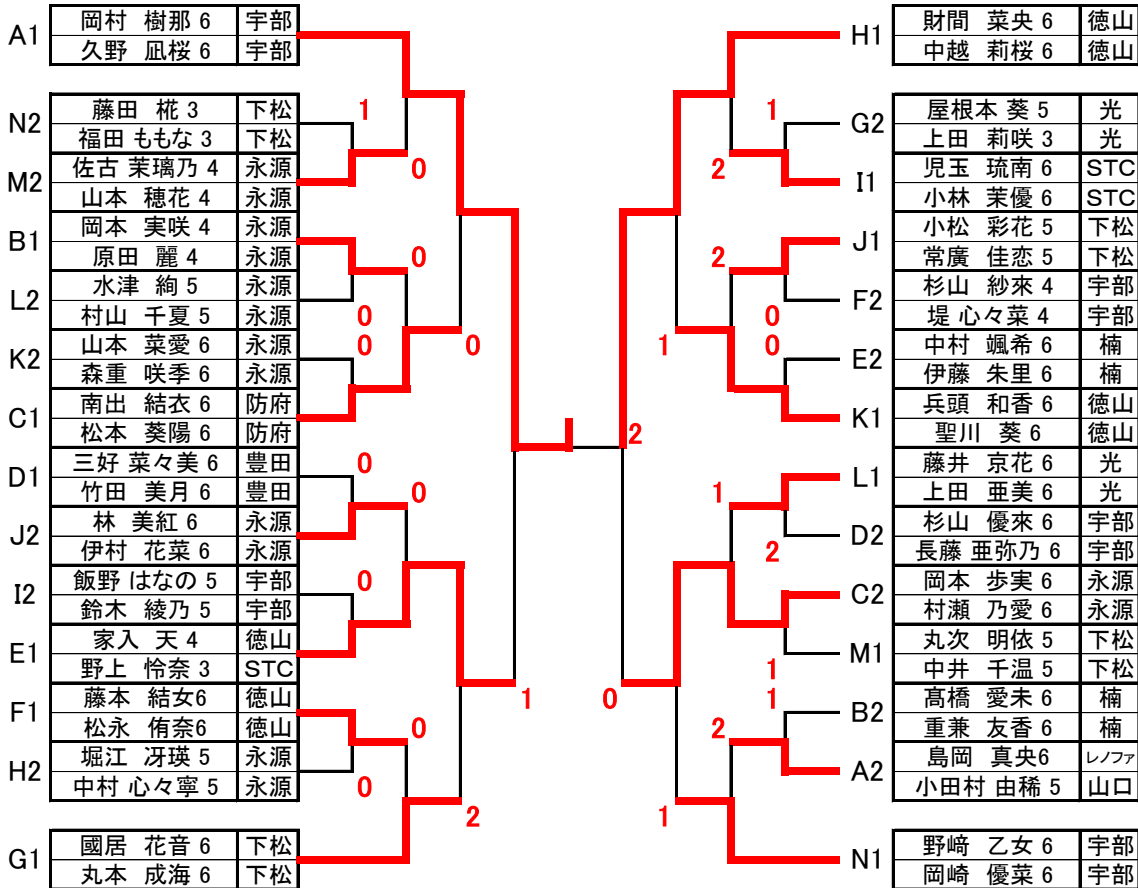 A1
岡村 樹那 6 宇部
久野 凪桜 6 宇部
N2
藤田 椛 3 下松
福田 ももな 3 下松
M2
佐古 茉璃乃 4 永源
山本 穂花 4 永源
B1
岡本 実咲 4 永源
原田 麗 4 永源
L2
水津 絢 5 永源
村山 千夏 5 永源
K2
山本 菜愛 6 永源
森重 咲季 6 永源
C1
南出 結衣 6 防府
松本 葵陽 6 防府
D1
三好 菜々美 6 豊田
竹田 美月 6 豊田
J2
林 美紅 6 永源
伊村 花菜 6 永源
I2
飯野 はなの 5 宇部
鈴木 綾乃 5 宇部
E1
家入 天 4 徳山
野上 怜奈 3 STC
F1
藤本 結女6 徳山
松永 侑奈6 徳山
H2
堀江 冴瑛 5 永源
中村 心々寧 5 永源
G1
國居 花音 6 下松
丸本 成海 6 下松
1
0
0
0
0
0
0
0
0
0
0
1
2
2
0
1
2
2
0
0
1
1
2
1
1
2
1
H1
財間 菜央 6 徳山
中越 莉桜 6 徳山
G2
屋根本 葵 5 光
上田 莉咲 3 光
I1
児玉 琉南 6 STC
小林 茉優 6 STC
J1
小松 彩花 5 下松
常廣 佳恋 5 下松
F2
杉山 紗來 4 宇部
堤 心々菜 4 宇部
E2
中村 颯希 6 楠
伊藤 朱里 6 楠
K1
兵頭 和香 6 徳山
聖川 葵 6 徳山
L1
藤井 京花 6 光
上田 亜美 6 光
D2
杉山 優來 6 宇部
長藤 亜弥乃 6 宇部
C2
岡本 歩実 6 永源
村瀬 乃愛 6 永源
M1
丸次 明依 5 下松
中井 千温 5 下松
B2
髙橋 愛未 6 楠
重兼 友香 6 楠
A2
島岡 真央6 レノファ
小田村 由稀 5 山口
N1
野﨑 乙女 6 宇部
岡崎 優菜 6 宇部